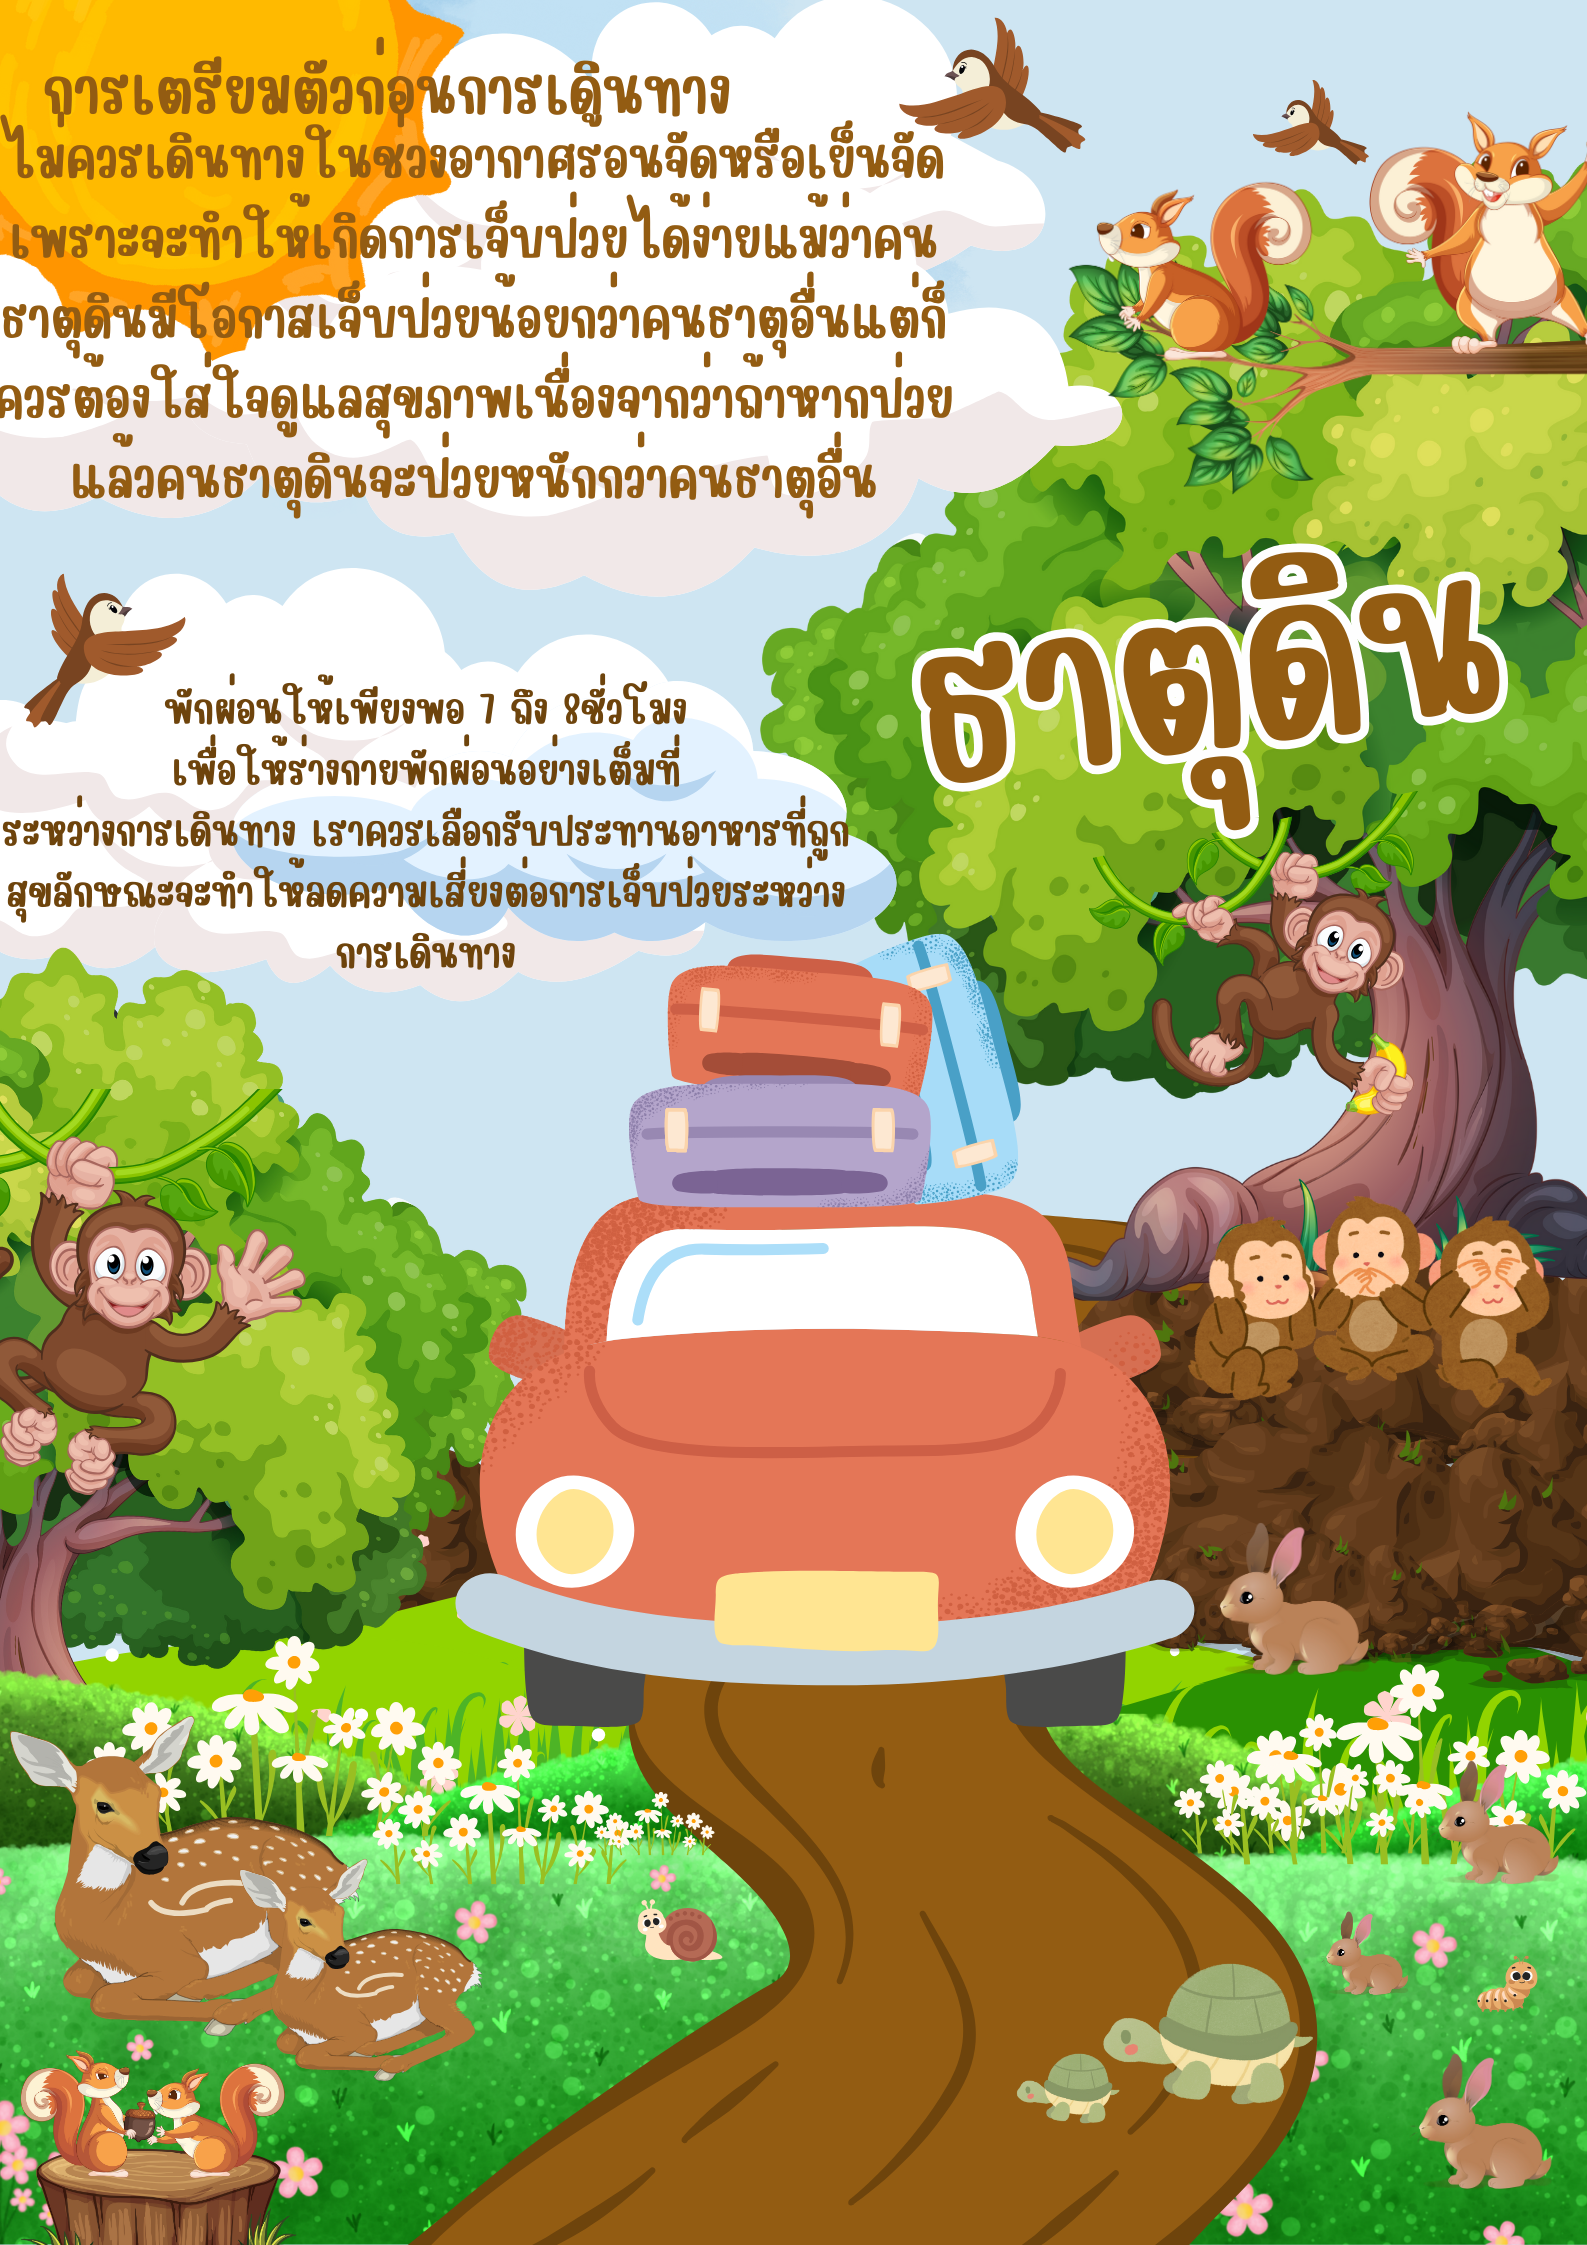 การเตรียมตัวก่อนการเดินทาง
ไม่ควรเดินทางในช่วงอากาศร้อนจัดหรือเย็นจัด
เพราะจะทำให้เกิดการเจ็บป่วยได้ง่ายแม้ว่าคน
ธาตุดินมีโอกาสเจ็บป่วยน้อยกว่าคนธาตุอื่นแต่ก็
ควรต้องใส่ใจดูแลสุขภาพเนื่องจากว่าถ้าหากป่วย
แล้วคนธาตุดินจะป่วยหนักกว่าคนธาตุอื่น
ธาตุดิน
พักผ่อนให้เพียงพอ 7 ถึง 8ชั่วโมง
เพื่อให้ร่างกายพักผ่อนอย่างเต็มที่
ระหว่างการเดินทาง เราควรเลือกรับประทานอาหารที่ถูก
สุขลักษณะจะทำให้ลดความเสี่ยงต่อการเจ็บป่วยระหว่าง
การเดินทาง